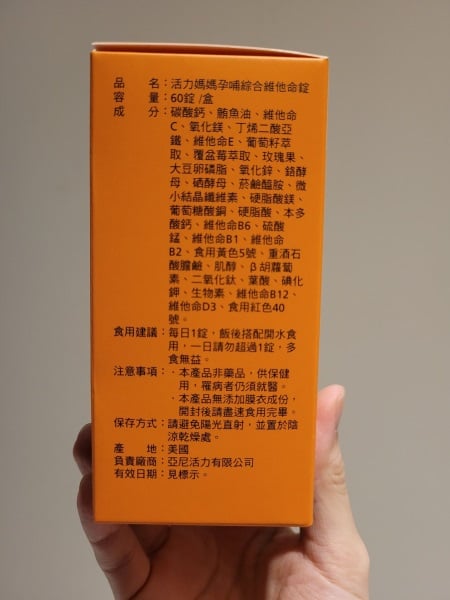 品　　名：活力媽媽孕哺綜合維他命錠
容　　量：60錠 /盒
成　　分：碳酸鈣、鮪魚油、維他命
C、氧化鎂、丁烯二酸亞
鐵、維他命E、葡萄籽萃
取、覆盆莓萃取、玫瑰果、
大豆卵磷脂、氧化鋅、鉻酵
母、硒酵母、菸鹼醯胺、微
小結晶纖維素、硬脂酸鎂、
葡萄糖酸銅、硬脂酸、本多
酸鈣、維他命B6、硫酸
錳、維他命B1、維他命
B2、食用黃色5號、重酒石
酸膽鹼、肌醇、β胡蘿蔔
素、二氧化鈦、葉酸、碘化
鉀、生物素、維他命B12、
維他命D3、食用紅色40
號。
食用建議：每日1錠，飯後搭配開水食
用，一日請勿超過1錠，多
食無益。
注意事項：·本產品非藥品，供保健
用，罹病者仍須就醫。
·本產品無添加膜衣成份，
開封後請盡速食用完畢。
保存方式：請避免陽光直射，並置於陰
涼乾燥處。
產　　地：美國
負責廠商：亞尼活力有限公司
有效日期：見標示。